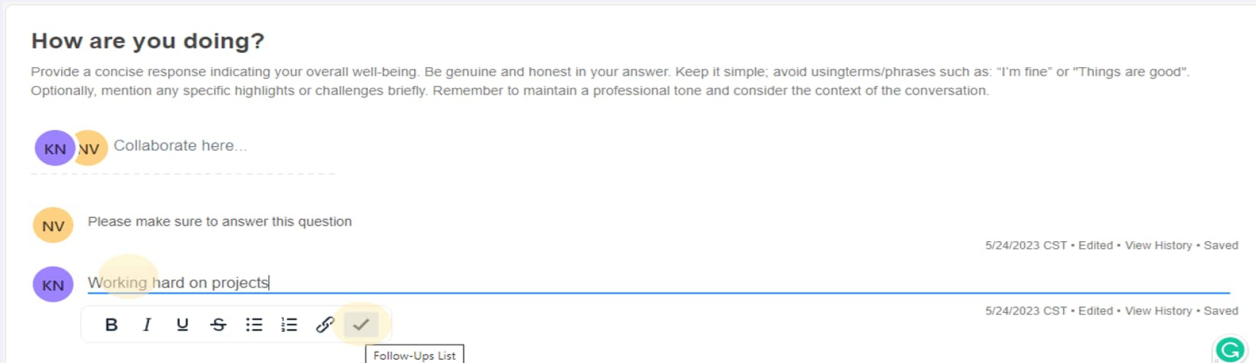 How are you doing?
Provide a concise response indicating your overall well-being. Be genuine and honest in your answer. Keep it simple; avoid usingterms/phrases such as: “I’m fine” or "Things are good".
Optionally, mention any specific highlights or challenges briefly. Remember to maintain a professional tone and consider the context of the conversation.
KN NV Collaborate here...
NV Please make sure to answer this question
5/24/2023 CST • Edited • View History • Saved
KN Working hard on projects
5/24/2023 CST • Edited • View History • Saved
B I U S
Follow-Ups List